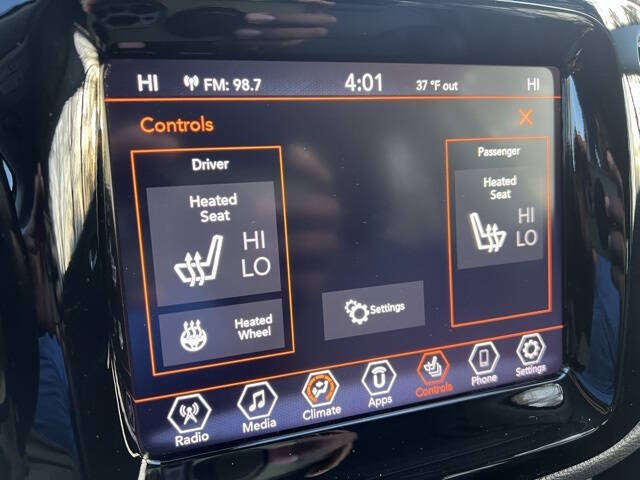 HI FM: 98.7 4:01 37 °F out HI
Controls
Driver
Heated
Seat
HI
LO
Heated
Wheel
Settings
Passenger
Heated
Seat
HI
LO
Radio Media Climate Apps Controls Phone Settings